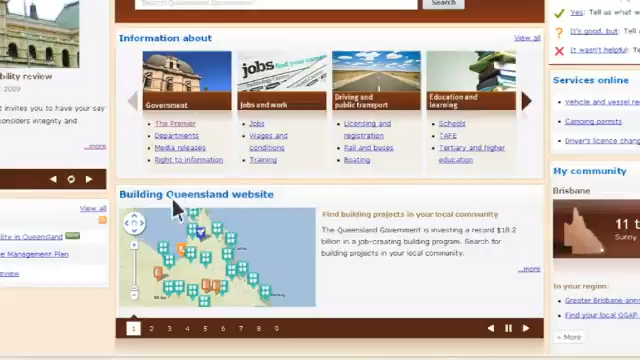 Search
Information about
View all
Government
Jobs and work
Driving and
public transport
Education and
learning
The Premier
Departments
Media releases
Right to information
Jobs
Wages and
conditions
Training
Licensing and
registration
Rail and buses
Boating
Schools
TAFE
Tertiary and higher
education
Building Queensland website
Find building projects in your local community
The Queensland Government is investing a record $18.2
billion in a job-creating building program. Search for
building projects in your local community.
...more
1 2 3 4 5 6 7 8 9
bility review
2009
t invites you to have your say
considers integrity and
...more
View all
ility in Queensland
e Management Plan
eview
Yes: Tell us what w
It's good, but: Tell u
It wasn't helpful: Tell
Services online
Vehicle and vessel re
Camping permits
Driver's licence chang
My community
Brisbane
11 t
Sunny
In your region:
Greater Brisbane ann
Find your local QGAP
+ More